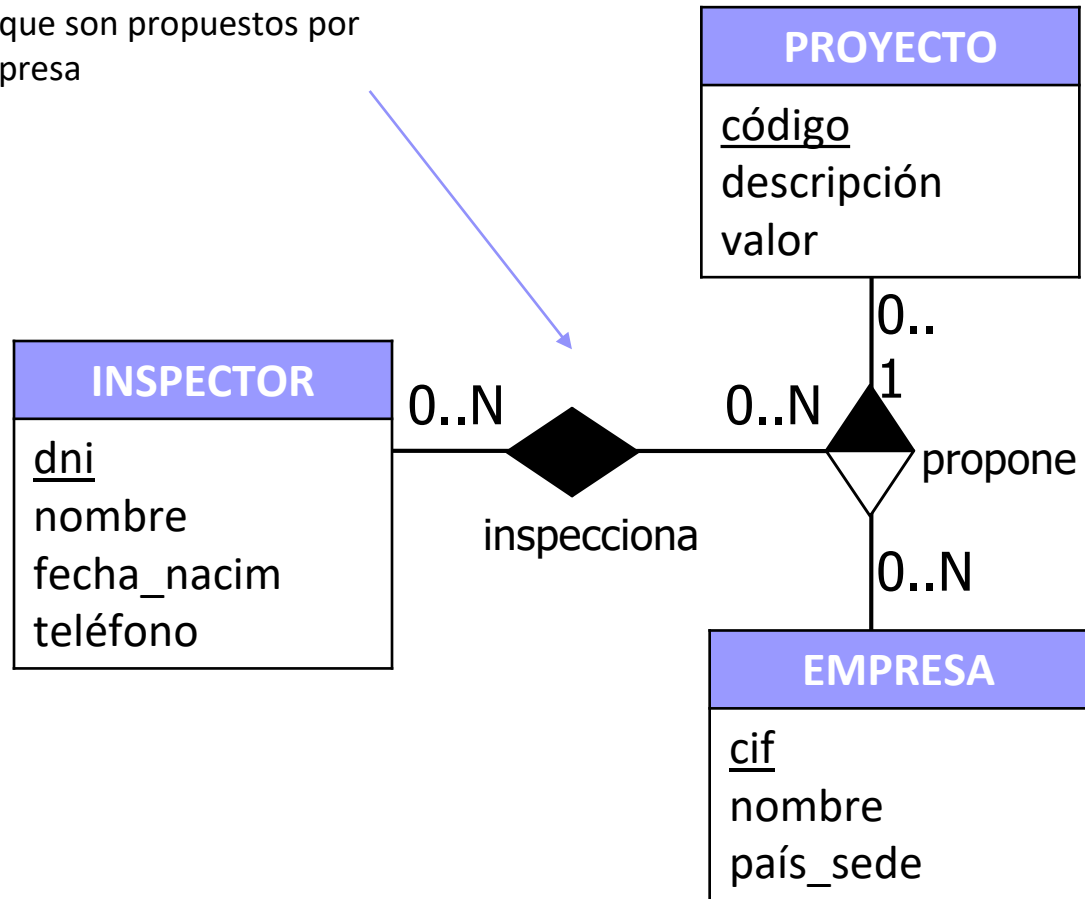 que son propuestos por
presa
PROYECTO
código
descripción
valor
0..
1
INSPECTOR
dni
nombre
fecha_nacim
teléfono
0..N
0..N
propone
inspecciona
0..N
EMPRESA
cif
nombre
país_sede